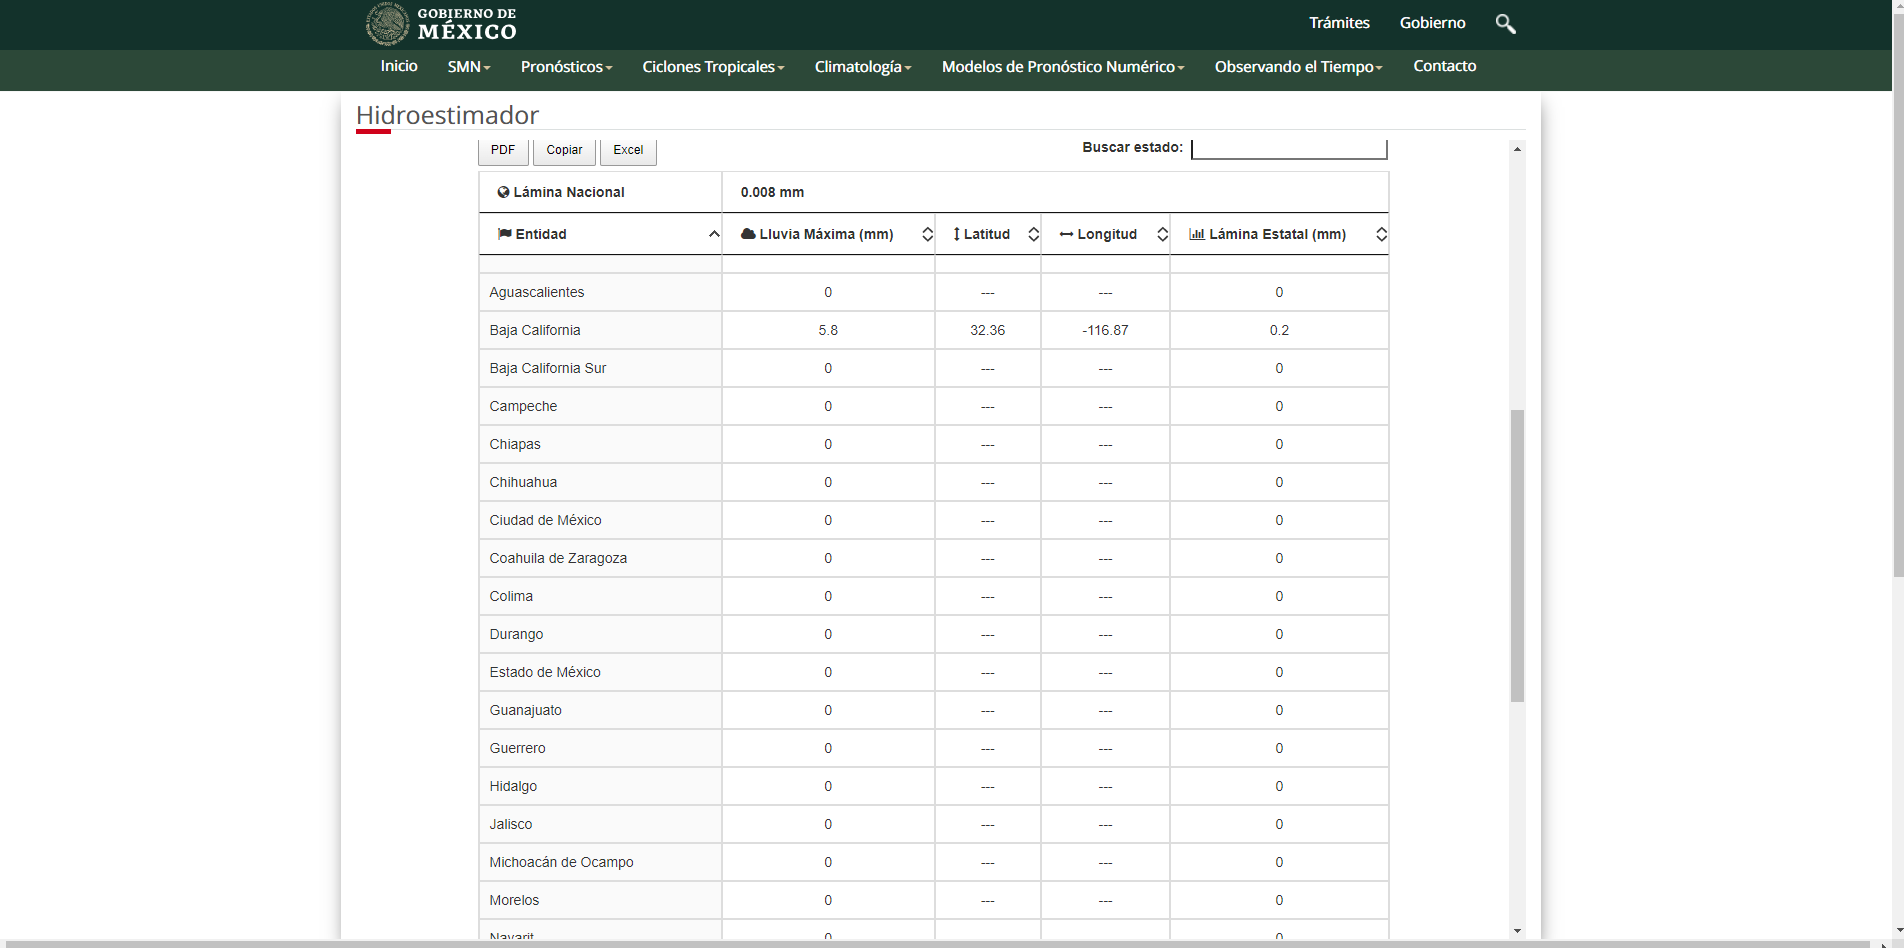 GOBIERNO DE
MÉXICO
Trámites Gobierno
Inicio SMN Pronósticos Ciclones Tropicales Climatología Modelos de Pronóstico Numérico Observando el Tiempo Contacto
Hidroestimador
PDF Copiar Excel Buscar estado:
Lámina Nacional 0.008 mm
Entidad Lluvia Máxima (mm) Latitud Longitud Lámina Estatal (mm)
Aguascalientes 0 --- --- 0
Baja California 5.8 32.36 -116.87 0.2
Baja California Sur 0 --- --- 0
Campeche 0 --- --- 0
Chiapas 0 --- --- 0
Chihuahua 0 --- --- 0
Ciudad de México 0 --- --- 0
Coahuila de Zaragoza 0 --- --- 0
Colima 0 --- --- 0
Durango 0 --- --- 0
Estado de México 0 --- --- 0
Guanajuato 0 --- --- 0
Guerrero 0 --- --- 0
Hidalgo 0 --- --- 0
Jalisco 0 --- --- 0
Michoacán de Ocampo 0 --- --- 0
Morelos 0 --- --- 0
Nayarit 0 0